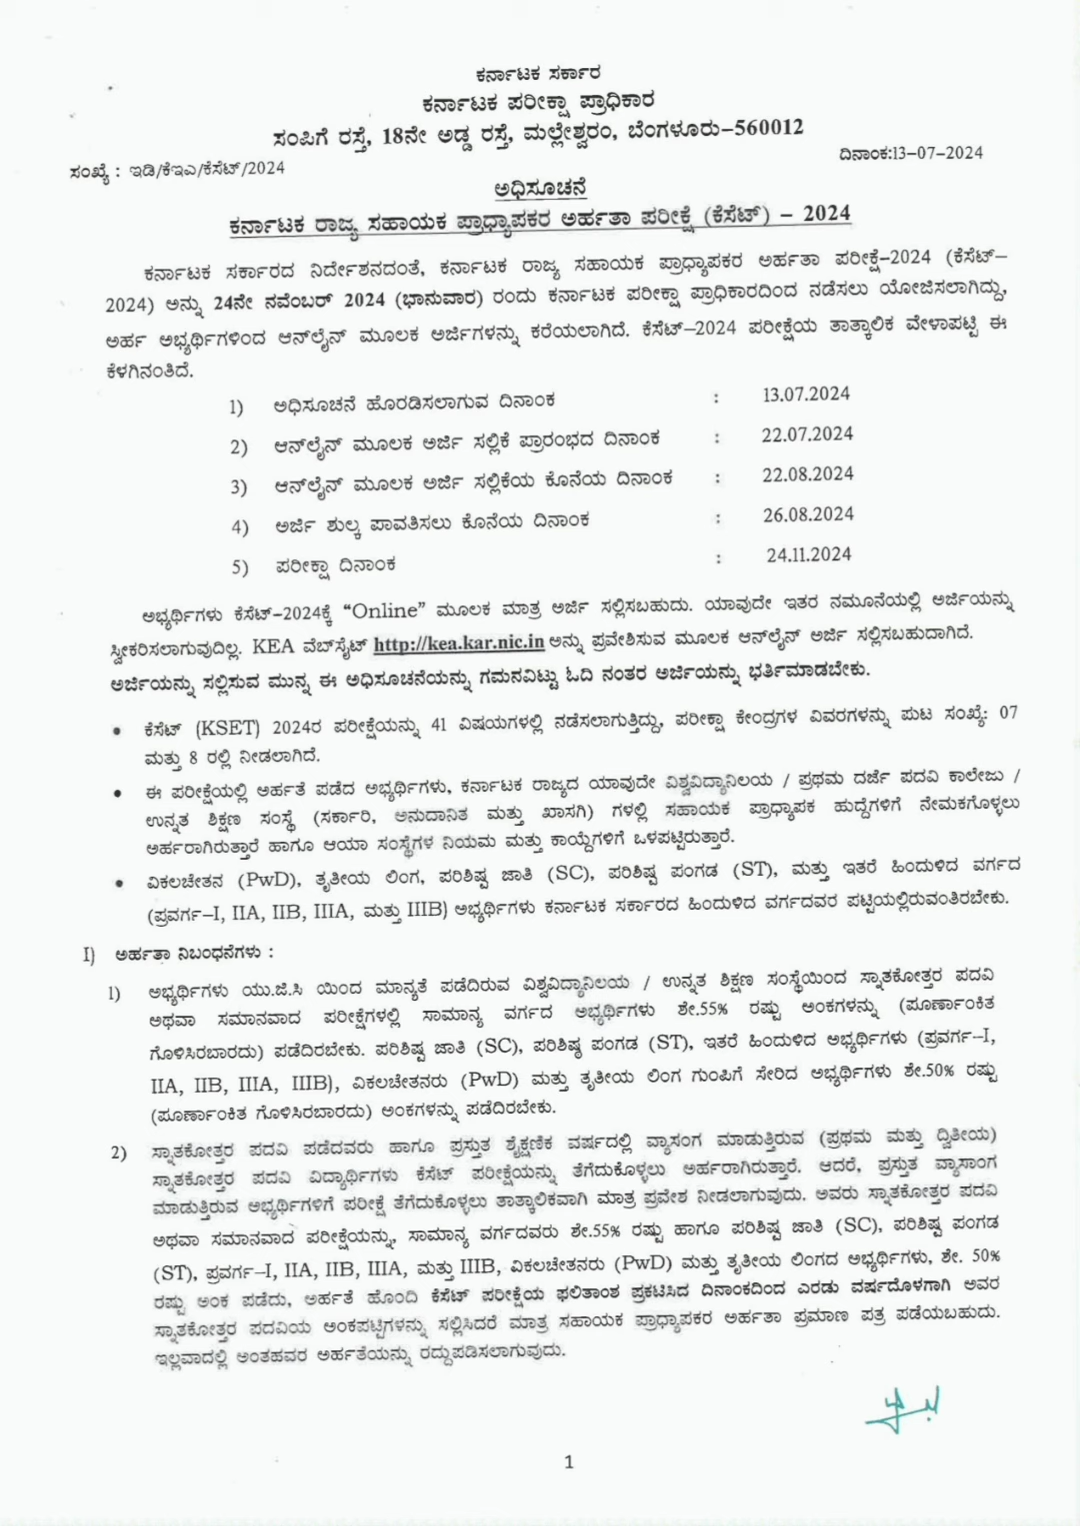 ಕರ್ನಾಟಕ ಸರ್ಕಾರ
ಕರ್ನಾಟಕ ಪರೀಕ್ಷಾ ಪ್ರಾಧಿಕಾರ
ಸಂಪಿಗೆ ರಸ್ತೆ, 18ನೇ ಅಡ್ಡ ರಸ್ತೆ, ಮಲ್ಲೇಶ್ವರಂ, ಬೆಂಗಳೂರು–560012
ಸಂಖ್ಯೆ : ಇಡಿ/ಕೆಇಎ/ಕೆಸೆಟ್/2024 ದಿನಾಂಕ:13–07–2024
ಅಧಿಸೂಚನೆ
ಕರ್ನಾಟಕ ರಾಜ್ಯ ಸಹಾಯಕ ಪ್ರಾಧ್ಯಾಪಕರ ಅರ್ಹತಾ ಪರೀಕ್ಷೆ (ಕೆಸೆಟ್) – 2024
ಕರ್ನಾಟಕ ಸರ್ಕಾರದ ನಿರ್ದೇಶನದಂತೆ, ಕರ್ನಾಟಕ ರಾಜ್ಯ ಸಹಾಯಕ ಪ್ರಾಧ್ಯಾಪಕರ ಅರ್ಹತಾ ಪರೀಕ್ಷೆ–2024 (ಕೆಸೆಟ್–
2024) ಅನ್ನು 24ನೇ ನವೆಂಬರ್ 2024 (ಭಾನುವಾರ) ರಂದು ಕರ್ನಾಟಕ ಪರೀಕ್ಷಾ ಪ್ರಾಧಿಕಾರದಿಂದ ನಡೆಸಲು ಯೋಜಿಸಲಾಗಿದ್ದು,
ಅರ್ಹ ಅಭ್ಯರ್ಥಿಗಳಿಂದ ಆನ್‌ಲೈನ್ ಮೂಲಕ ಅರ್ಜಿಗಳನ್ನು ಕರೆಯಲಾಗಿದೆ. ಕೆಸೆಟ್–2024 ಪರೀಕ್ಷೆಯ ತಾತ್ಕಾಲಿಕ ವೇಳಾಪಟ್ಟಿ ಈ
ಕೆಳಗಿನಂತಿದೆ.
1) ಅಧಿಸೂಚನೆ ಹೊರಡಿಸಲಾಗುವ ದಿನಾಂಕ : 13.07.2024
2) ಆನ್‌ಲೈನ್ ಮೂಲಕ ಅರ್ಜಿ ಸಲ್ಲಿಕೆ ಪ್ರಾರಂಭದ ದಿನಾಂಕ : 22.07.2024
3) ಆನ್‌ಲೈನ್ ಮೂಲಕ ಅರ್ಜಿ ಸಲ್ಲಿಕೆಯ ಕೊನೆಯ ದಿನಾಂಕ : 22.08.2024
4) ಅರ್ಜಿ ಶುಲ್ಕ ಪಾವತಿಸಲು ಕೊನೆಯ ದಿನಾಂಕ : 26.08.2024
5) ಪರೀಕ್ಷಾ ದಿನಾಂಕ : 24.11.2024
ಅಭ್ಯರ್ಥಿಗಳು ಕೆಸೆಟ್–2024ಕ್ಕೆ “Online” ಮೂಲಕ ಮಾತ್ರ ಅರ್ಜಿ ಸಲ್ಲಿಸಬಹುದು. ಯಾವುದೇ ಇತರ ನಮೂನೆಯಲ್ಲಿ ಅರ್ಜಿಯನ್ನು
ಸ್ವೀಕರಿಸಲಾಗುವುದಿಲ್ಲ. KEA ವೆಬ್‌ಸೈಟ್ http://kea.kar.nic.in ಅನ್ನು ಪ್ರವೇಶಿಸುವ ಮೂಲಕ ಆನ್‌ಲೈನ್ ಅರ್ಜಿ ಸಲ್ಲಿಸಬಹುದಾಗಿದೆ.
ಅರ್ಜಿಯನ್ನು ಸಲ್ಲಿಸುವ ಮುನ್ನ ಈ ಅಧಿಸೂಚನೆಯನ್ನು ಗಮನವಿಟ್ಟು ಓದಿ ನಂತರ ಅರ್ಜಿಯನ್ನು ಭರ್ತಿಮಾಡಬೇಕು.
• ಕೆಸೆಟ್ (KSET) 2024ರ ಪರೀಕ್ಷೆಯನ್ನು 41 ವಿಷಯಗಳಲ್ಲಿ ನಡೆಸಲಾಗುತ್ತಿದ್ದು, ಪರೀಕ್ಷಾ ಕೇಂದ್ರಗಳ ವಿವರಗಳನ್ನು ಪುಟ ಸಂಖ್ಯೆ: 07
ಮತ್ತು 8 ರಲ್ಲಿ ನೀಡಲಾಗಿದೆ.
• ಈ ಪರೀಕ್ಷೆಯಲ್ಲಿ ಅರ್ಹತೆ ಪಡೆದ ಅಭ್ಯರ್ಥಿಗಳು, ಕರ್ನಾಟಕ ರಾಜ್ಯದ ಯಾವುದೇ ವಿಶ್ವವಿದ್ಯಾನಿಲಯ / ಪ್ರಥಮ ದರ್ಜೆ ಪದವಿ ಕಾಲೇಜು /
ಉನ್ನತ ಶಿಕ್ಷಣ ಸಂಸ್ಥೆ (ಸರ್ಕಾರಿ, ಅನುದಾನಿತ ಮತ್ತು ಖಾಸಗಿ) ಗಳಲ್ಲಿ ಸಹಾಯಕ ಪ್ರಾಧ್ಯಾಪಕ ಹುದ್ದೆಗಳಿಗೆ ನೇಮಕಗೊಳ್ಳಲು
ಅರ್ಹರಾಗಿರುತ್ತಾರೆ ಹಾಗೂ ಆಯಾ ಸಂಸ್ಥೆಗಳ ನಿಯಮ ಮತ್ತು ಕಾಯ್ದೆಗಳಿಗೆ ಒಳಪಟ್ಟಿರುತ್ತಾರೆ.
• ವಿಕಲಚೇತನ (PwD), ತೃತೀಯ ಲಿಂಗ, ಪರಿಶಿಷ್ಟ ಜಾತಿ (SC), ಪರಿಶಿಷ್ಟ ಪಂಗಡ (ST), ಮತ್ತು ಇತರೆ ಹಿಂದುಳಿದ ವರ್ಗದ
(ಪ್ರವರ್ಗ–I, IIA, IIB, IIIA, ಮತ್ತು IIIB) ಅಭ್ಯರ್ಥಿಗಳು ಕರ್ನಾಟಕ ಸರ್ಕಾರದ ಹಿಂದುಳಿದ ವರ್ಗದವರ ಪಟ್ಟಿಯಲ್ಲಿರುವಂತಿರಬೇಕು.
I) ಅರ್ಹತಾ ನಿಬಂಧನೆಗಳು :
1) ಅಭ್ಯರ್ಥಿಗಳು ಯು.ಜಿ.ಸಿ ಯಿಂದ ಮಾನ್ಯತೆ ಪಡೆದಿರುವ ವಿಶ್ವವಿದ್ಯಾನಿಲಯ / ಉನ್ನತ ಶಿಕ್ಷಣ ಸಂಸ್ಥೆಯಿಂದ ಸ್ನಾತಕೋತ್ತರ ಪದವಿ
ಅಥವಾ ಸಮಾನವಾದ ಪರೀಕ್ಷೆಗಳಲ್ಲಿ ಸಾಮಾನ್ಯ ವರ್ಗದ ಅಭ್ಯರ್ಥಿಗಳು ಶೇ.55% ರಷ್ಟು ಅಂಕಗಳನ್ನು (ಪೂರ್ಣಾಂಕಿತ
ಗೊಳಿಸಿರಬಾರದು) ಪಡೆದಿರಬೇಕು. ಪರಿಶಿಷ್ಟ ಜಾತಿ (SC), ಪರಿಶಿಷ್ಠ ಪಂಗಡ (ST), ಇತರೆ ಹಿಂದುಳಿದ ಅಭ್ಯರ್ಥಿಗಳು (ಪ್ರವರ್ಗ–I,
IIA, IIB, IIIA, IIIB), ವಿಕಲಚೇತನರು (PwD) ಮತ್ತು ತೃತೀಯ ಲಿಂಗ ಗುಂಪಿಗೆ ಸೇರಿದ ಅಭ್ಯರ್ಥಿಗಳು ಶೇ.50% ರಷ್ಟು
(ಪೂರ್ಣಾಂಕಿತ ಗೊಳಿಸಿರಬಾರದು) ಅಂಕಗಳನ್ನು ಪಡೆದಿರಬೇಕು.
2) ಸ್ನಾತಕೋತ್ತರ ಪದವಿ ಪಡೆದವರು ಹಾಗೂ ಪ್ರಸ್ತುತ ಶೈಕ್ಷಣಿಕ ವರ್ಷದಲ್ಲಿ ವ್ಯಾಸಂಗ ಮಾಡುತ್ತಿರುವ (ಪ್ರಥಮ ಮತ್ತು ದ್ವಿತೀಯ)
ಸ್ನಾತಕೋತ್ತರ ಪದವಿ ವಿದ್ಯಾರ್ಥಿಗಳು ಕೆಸೆಟ್ ಪರೀಕ್ಷೆಯನ್ನು ತೆಗೆದುಕೊಳ್ಳಲು ಅರ್ಹರಾಗಿರುತ್ತಾರೆ. ಆದರೆ, ಪ್ರಸ್ತುತ ವ್ಯಾಸಾಂಗ
ಮಾಡುತ್ತಿರುವ ಅಭ್ಯರ್ಥಿಗಳಿಗೆ ಪರೀಕ್ಷೆ ತೆಗೆದುಕೊಳ್ಳಲು ತಾತ್ಕಾಲಿಕವಾಗಿ ಮಾತ್ರ ಪ್ರವೇಶ ನೀಡಲಾಗುವುದು. ಅವರು ಸ್ನಾತಕೋತ್ತರ ಪದವಿ
ಅಥವಾ ಸಮಾನವಾದ ಪರೀಕ್ಷೆಯನ್ನು, ಸಾಮಾನ್ಯ ವರ್ಗದವರು ಶೇ.55% ರಷ್ಟು ಹಾಗೂ ಪರಿಶಿಷ್ಟ ಜಾತಿ (SC), ಪರಿಶಿಷ್ಟ ಪಂಗಡ
(ST), ಪ್ರವರ್ಗ–I, IIA, IIB, IIIA, ಮತ್ತು IIIB, ವಿಕಲಚೇತನರು (PwD) ಮತ್ತು ತೃತೀಯ ಲಿಂಗದ ಅಭ್ಯರ್ಥಿಗಳು, ಶೇ. 50%
ರಷ್ಟು ಅಂಕ ಪಡೆದು, ಅರ್ಹತೆ ಹೊಂದಿ ಕೆಸೆಟ್ ಪರೀಕ್ಷೆಯ ಫಲಿತಾಂಶ ಪ್ರಕಟಿಸಿದ ದಿನಾಂಕದಿಂದ ಎರಡು ವರ್ಷದೊಳಗಾಗಿ ಅವರ
ಸ್ನಾತಕೋತ್ತರ ಪದವಿಯ ಅಂಕಪಟ್ಟಿಗಳನ್ನು ಸಲ್ಲಿಸಿದರೆ ಮಾತ್ರ ಸಹಾಯಕ ಪ್ರಾಧ್ಯಾಪಕರ ಅರ್ಹತಾ ಪ್ರಮಾಣ ಪತ್ರ ಪಡೆಯಬಹುದು.
ಇಲ್ಲವಾದಲ್ಲಿ ಅಂತಹವರ ಅರ್ಹತೆಯನ್ನು ರದ್ದುಪಡಿಸಲಾಗುವುದು.
1